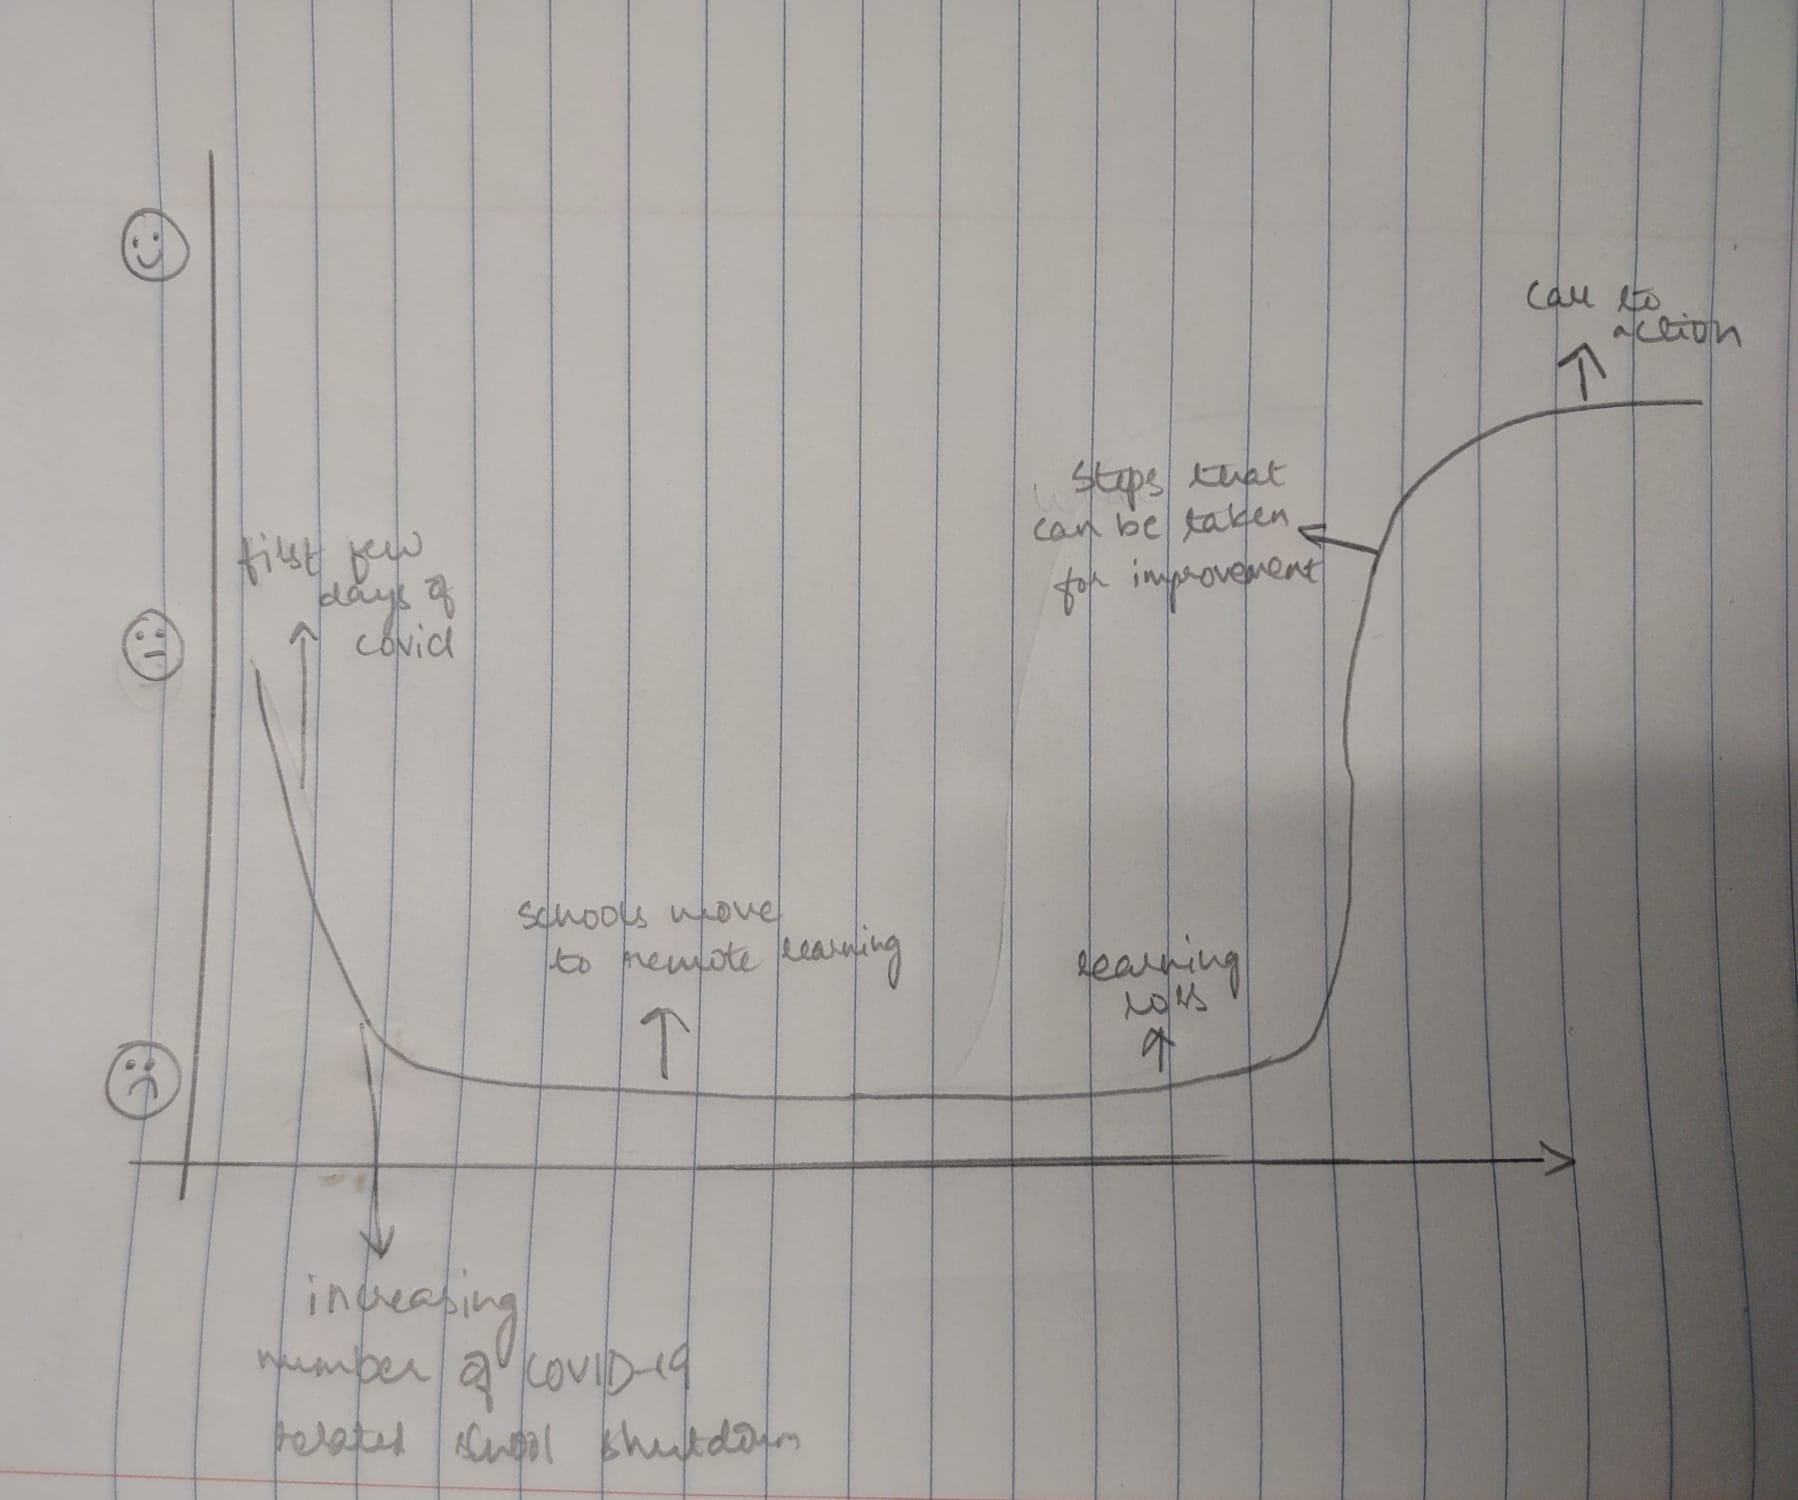 call to
action
Steps that
can be taken
for improvement
first few
days of
covid
schools move
to remote learning
learning
loss
increasing
number of COVID-19
related school shutdown